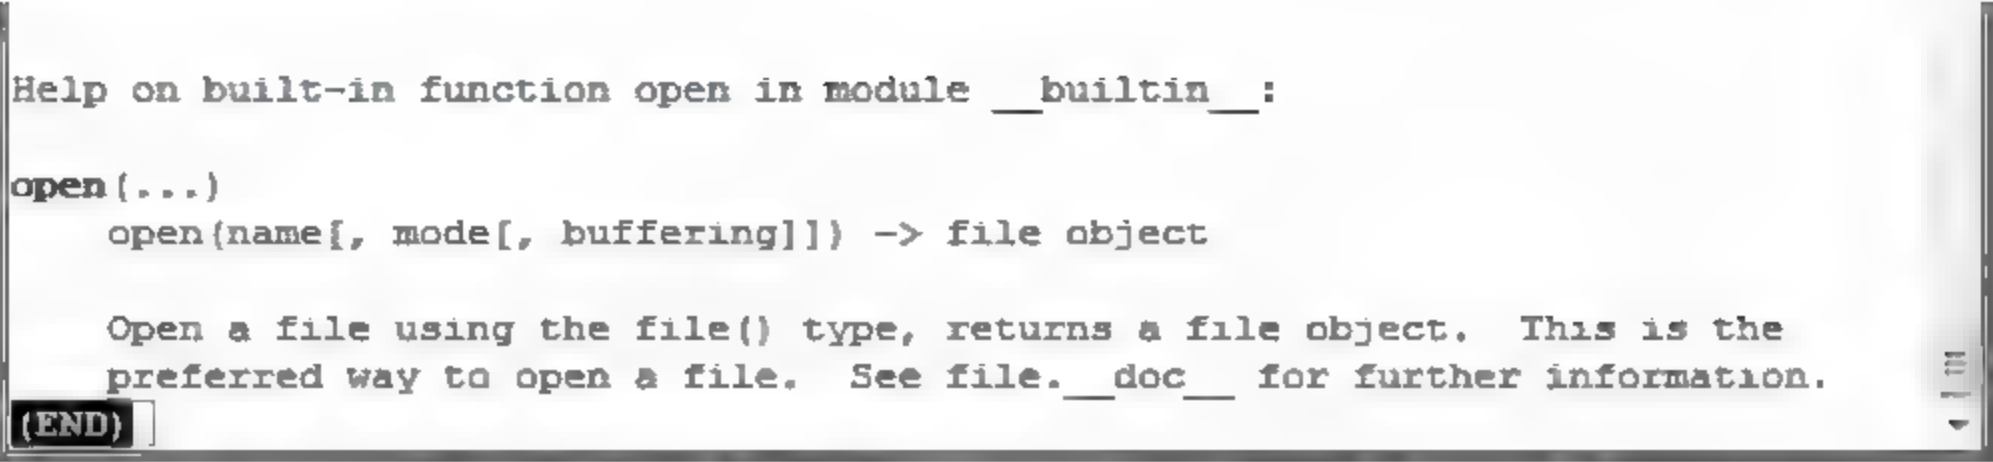 Help on built-in function open in module __builtin__:
open(...)
open(name[, mode[, buffering]]) -> file object
Open a file using the file() type, returns a file object.  This is the
preferred way to open a file.  See file.__doc__ for further information.
(END)